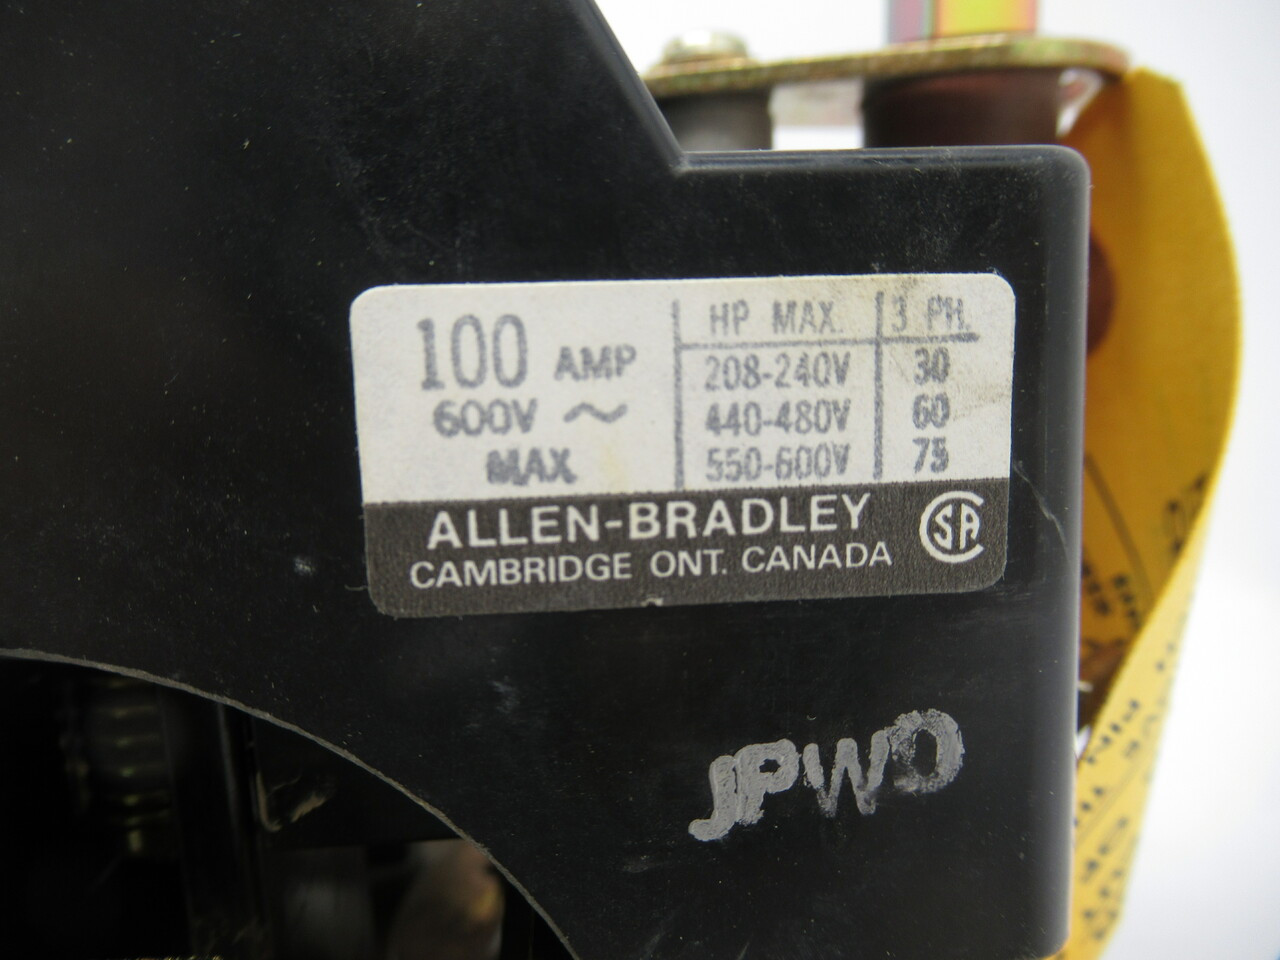 100 AMP
600V ~
MAX
HP MAX. 3 PH.
208-240V 30
440-480V 60
550-600V 75
ALLEN-BRADLEY
CAMBRIDGE ONT. CANADA
JPWO